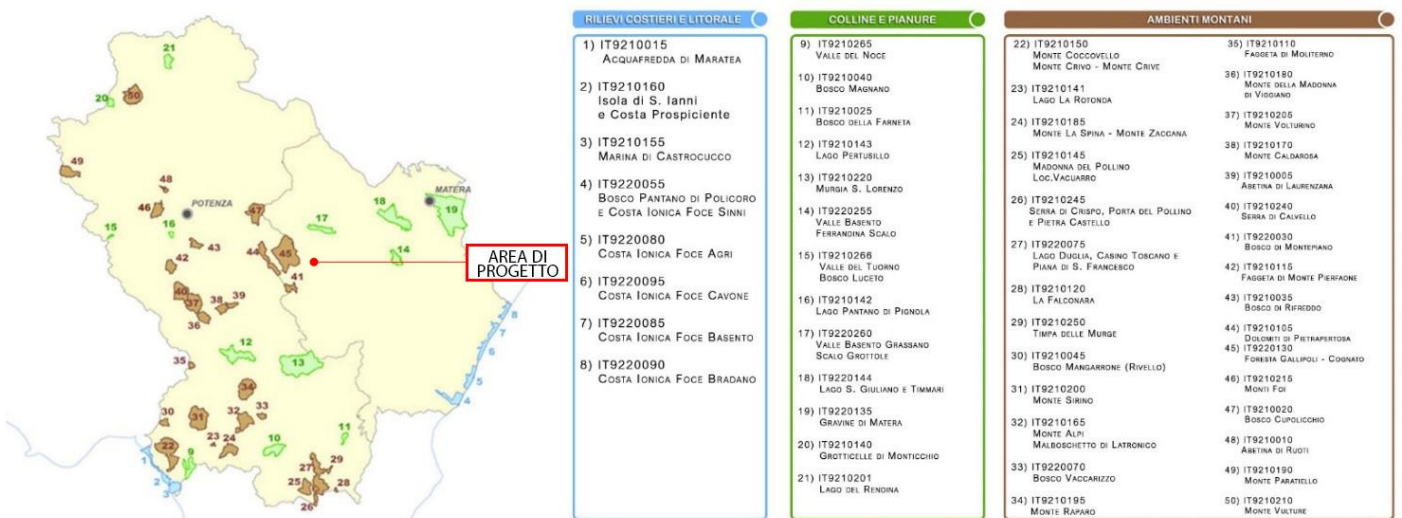 RILIEVI COSTIERI E LITORALE
1) IT9210015
ACQUAFREDDA DI MARATEA
2) IT9210160
Isola di S. Ianni
e Costa Prospiciente
3) IT9210155
MARINA DI CASTROCUCCO
4) IT9220055
BOSCO PANTANO DI POLICORO
E COSTA IONICA FOCE SINNI
5) IT9220080
COSTA IONICA FOCE AGRI
6) IT9220095
COSTA IONICA FOCE CAVONE
7) IT9220085
COSTA IONICA FOCE BASENTO
8) IT9220090
COSTA IONICA FOCE BRADANO
COLLINE E PIANURE
9) IT9210265
VALLE DEL NOCE
10) IT9210040
BOSCO MAGNANO
11) IT9210025
BOSCO DELLA FARNETA
12) IT9210143
LAGO PERTUSILLO
13) IT9210220
MURGIA S. LORENZO
14) IT9220255
VALLE BASENTO
FERRANDINA SCALO
15) IT9210266
VALLE DEL TUORNO
BOSCO LUCETO
16) IT9210142
LAGO PANTANO DI PIGNOLA
17) IT9220260
VALLE BASENTO GRASSANO
SCALO GROTTOLE
18) IT9220144
LAGO S. GIULIANO E TIMMARI
19) IT9220135
GRAVINE DI MATERA
20) IT9210140
GROTTICELLE DI MONTICCHIO
21) IT9210201
LAGO DEL RENDINA
AMBIENTI MONTANI
22) IT9210150
MONTE COCCOVELLO
MONTE CRIVO - MONTE CRIVE
23) IT9210141
LAGO LA ROTONDA
24) IT9210185
MONTE LA SPINA - MONTE ZACCANA
25) IT9210145
MADONNA DEL POLLINO
LOC.VACUARRO
26) IT9210245
SERRA DI CRISPO, PORTA DEL POLLINO
E PIETRA CASTELLO
27) IT9220075
LAGO DUGLIA, CASINO TOSCANO E
PIANA DI S. FRANCESCO
28) IT9210120
LA FALCONARA
29) IT9210250
TIMPA DELLE MURGE
30) IT9210045
BOSCO MANGARRONE (RIVELLO)
31) IT9210200
MONTE SIRINO
32) IT9210165
MONTE ALPI
MALBOSCHETTO DI LATRONICO
33) IT9220070
BOSCO VACCARIZZO
34) IT9210195
MONTE RAPARO
35) IT9210110
FAGGETA DI MOLITERNO
36) IT9210180
MONTE DELLA MADONNA
DI VIGGIANO
37) IT9210205
MONTE VOLTURINO
38) IT9210170
MONTE CALDAROSA
39) IT9210005
ABETINA DI LAURENZANA
40) IT9210240
SERRA DI CALVELLO
41) IT9220030
BOSCO DI MONTEPIANO
42) IT9210115
FAGGETA DI MONTE PIERFAONE
43) IT9210035
BOSCO DI RIFREDDO
44) IT9210105
DOLOMITI DI PIETRAPERTOSA
45) IT9220130
FORESTA GALLIPOLI - COGNATO
46) IT9210215
MONTI FOI
47) IT9210020
BOSCO CUPOLICCHIO
48) IT9210010
ABETINA DI RUOTI
49) IT9210190
MONTE PARATIELLO
50) IT9210210
MONTE VULTURE
21
20
50
49
48
46
POTENZA
47
17
18
MATERA
19
15
16
43
44
45
14
AREA DI
PROGETTO
42
41
40
37
38
39
36
8
7
6
35
12
13
5
4
34
30
31
32
33
11
22
23
24
10
1
9
2
3
27
29
25
28
26